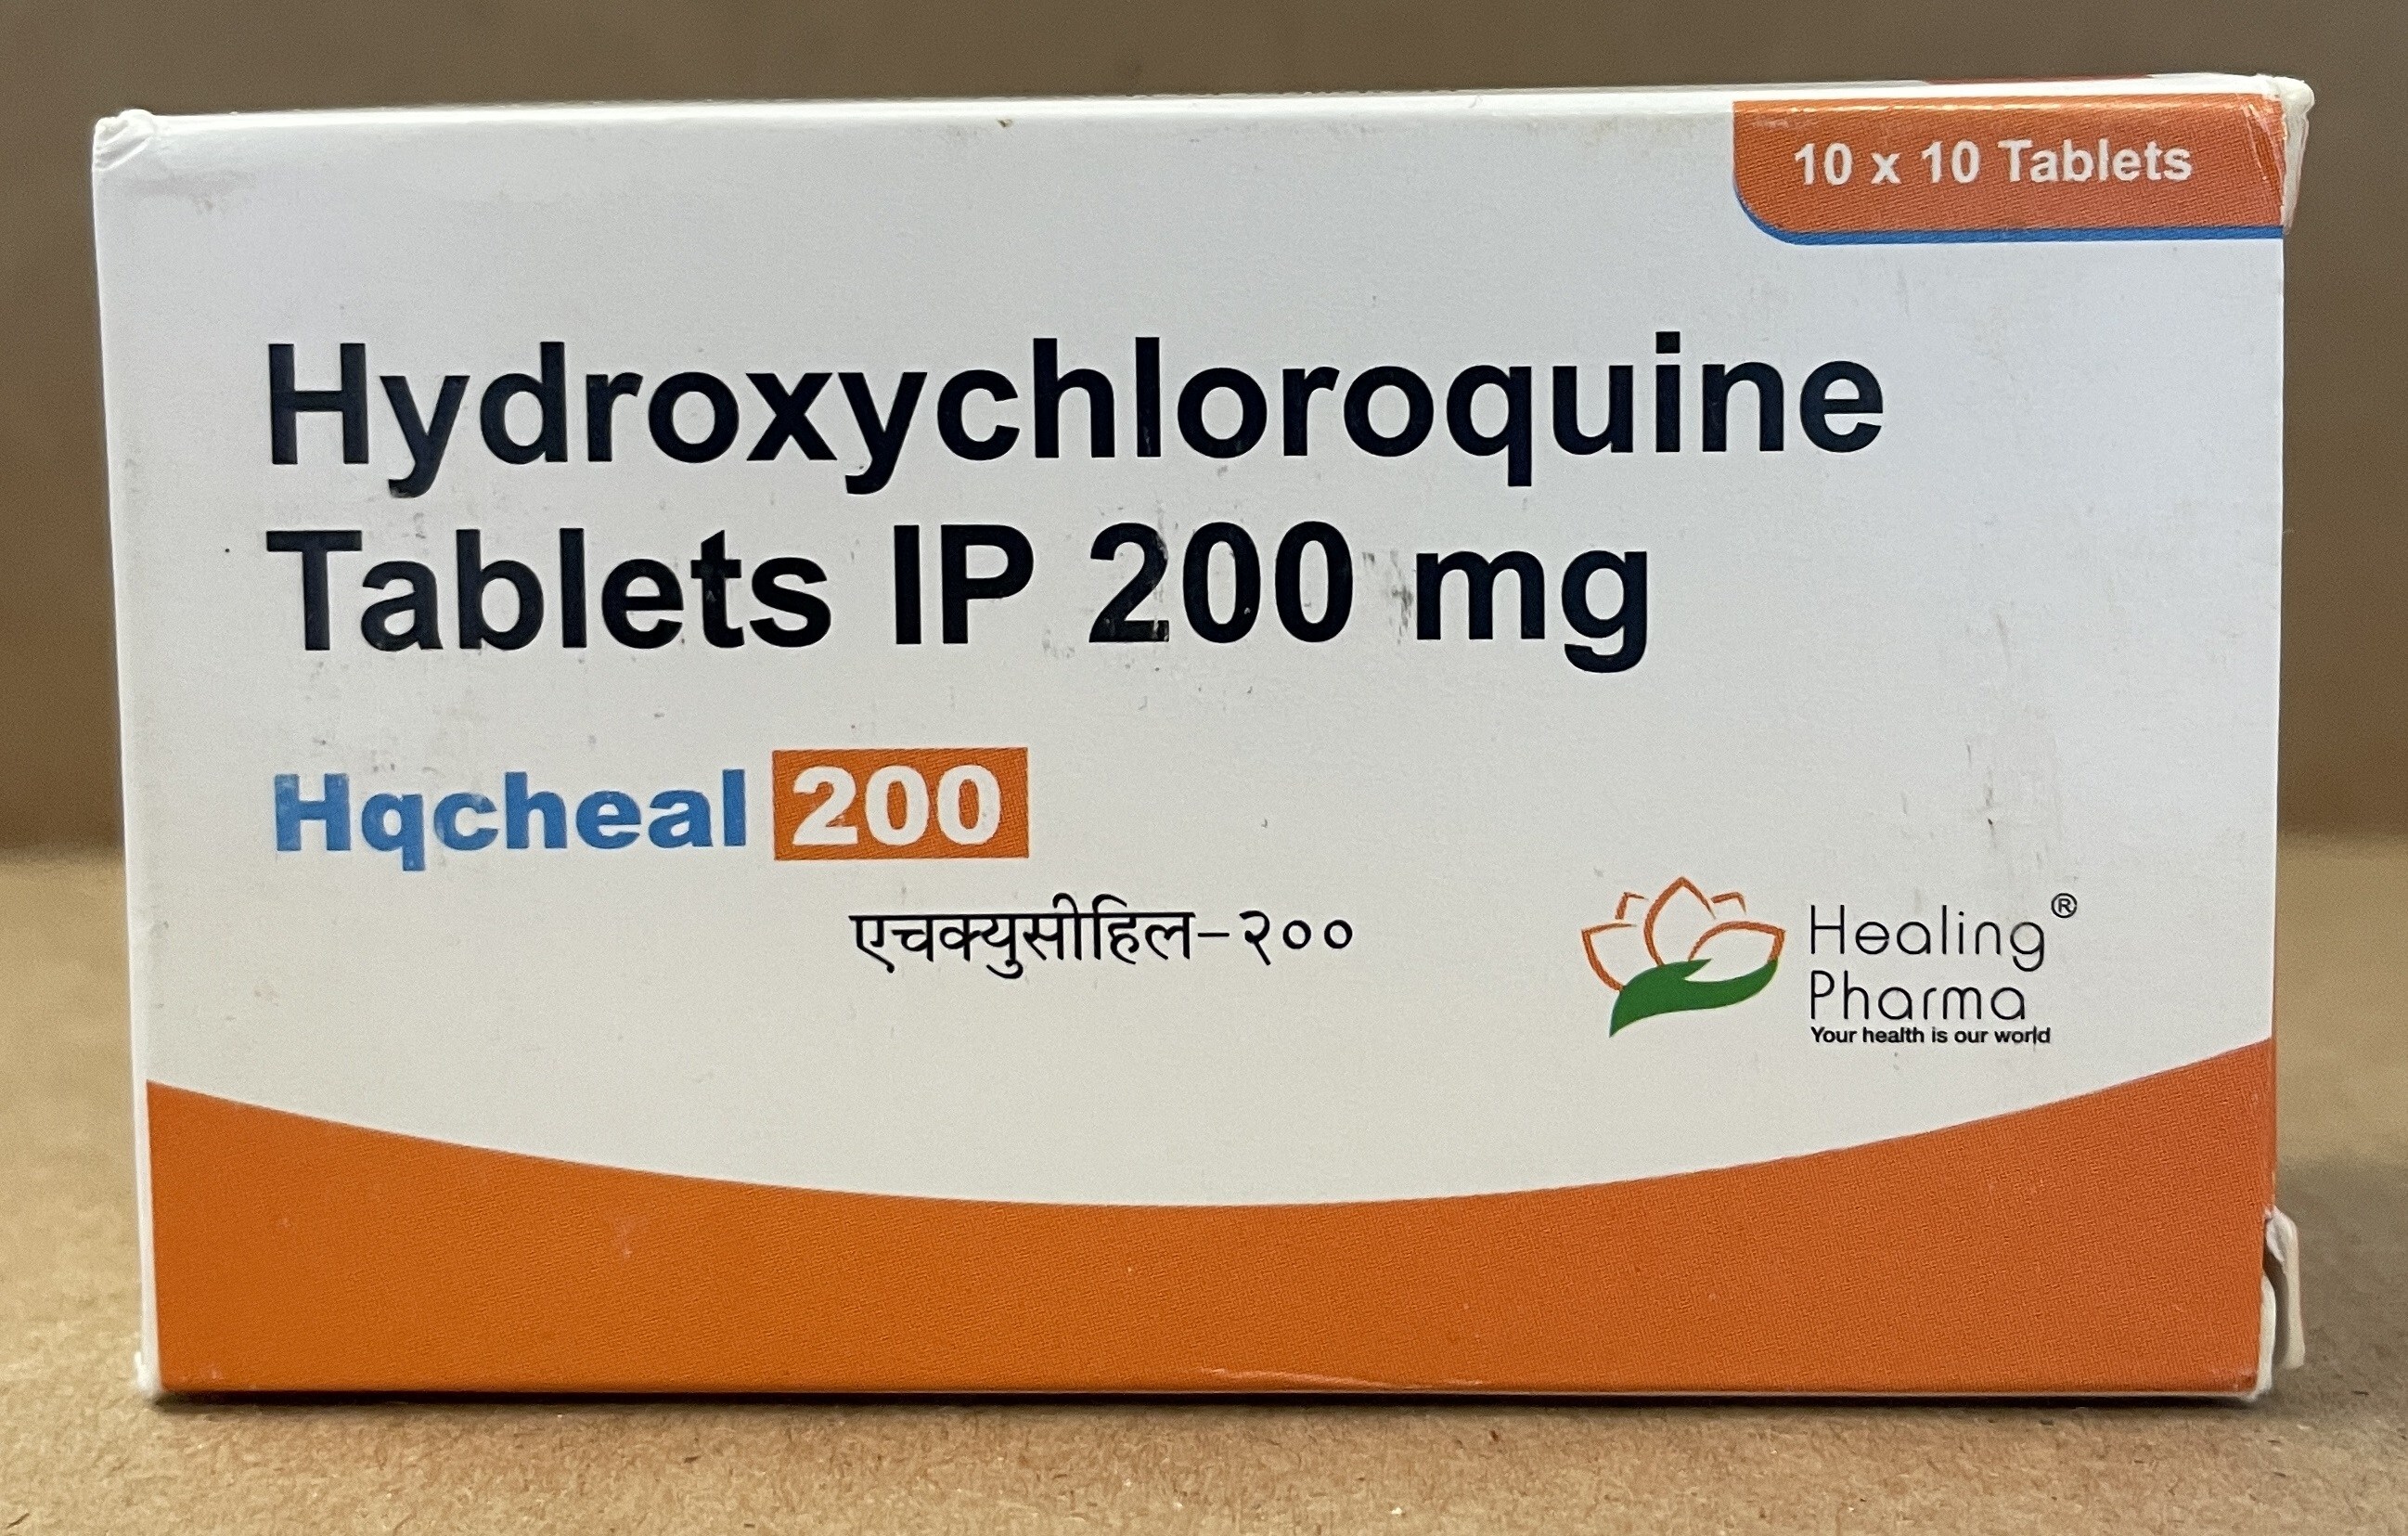 10 x 10 Tablets
Hydroxychloroquine
Tablets IP 200 mg
Hqcheal 200
एचक्युसीहिल-२००
Healing®
Pharma
Your health is our world